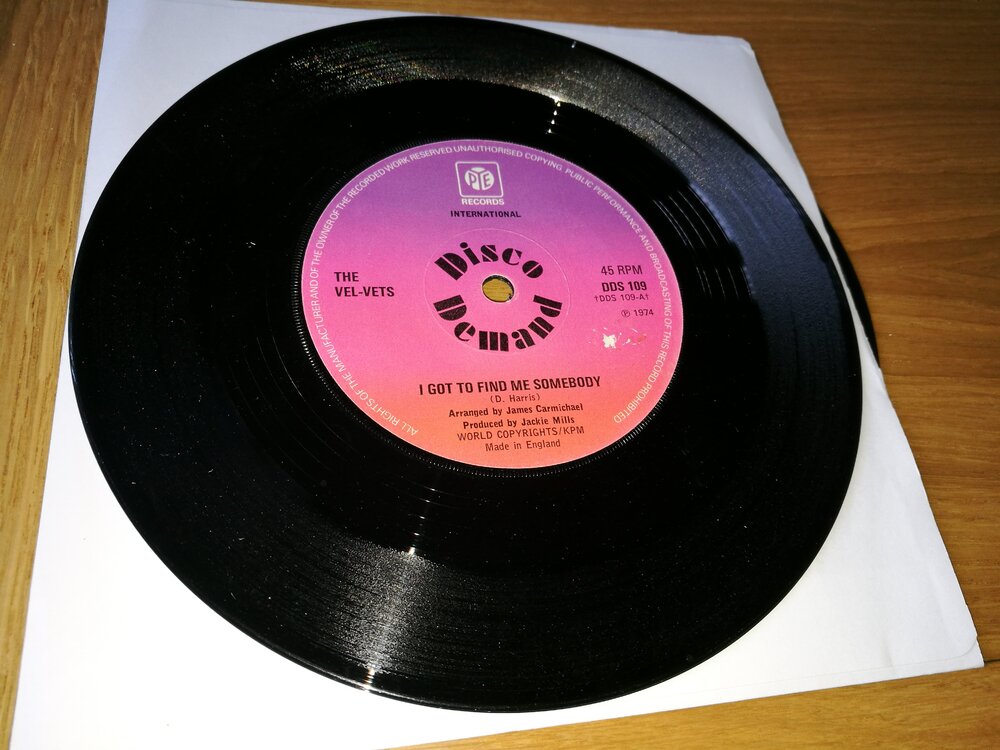 ALL RIGHTS OF THE MANUFACTURER AND OF THE OWNER OF THE RECORDED WORK RESERVED UNAUTHORISED COPYING, PUBLIC PERFORMANCE AND BROADCASTING OF THIS RECORD PROHIBITED
PYE
RECORDS
INTERNATIONAL
Disco
Demand
THE
VEL-VETS
45 RPM
DDS 109
†DDS 109-A†
℗ 1974
I GOT TO FIND ME SOMEBODY
(D. Harris)
Arranged by James Carmichael
Produced by Jackie Mills
WORLD COPYRIGHTS/KPM
Made in England